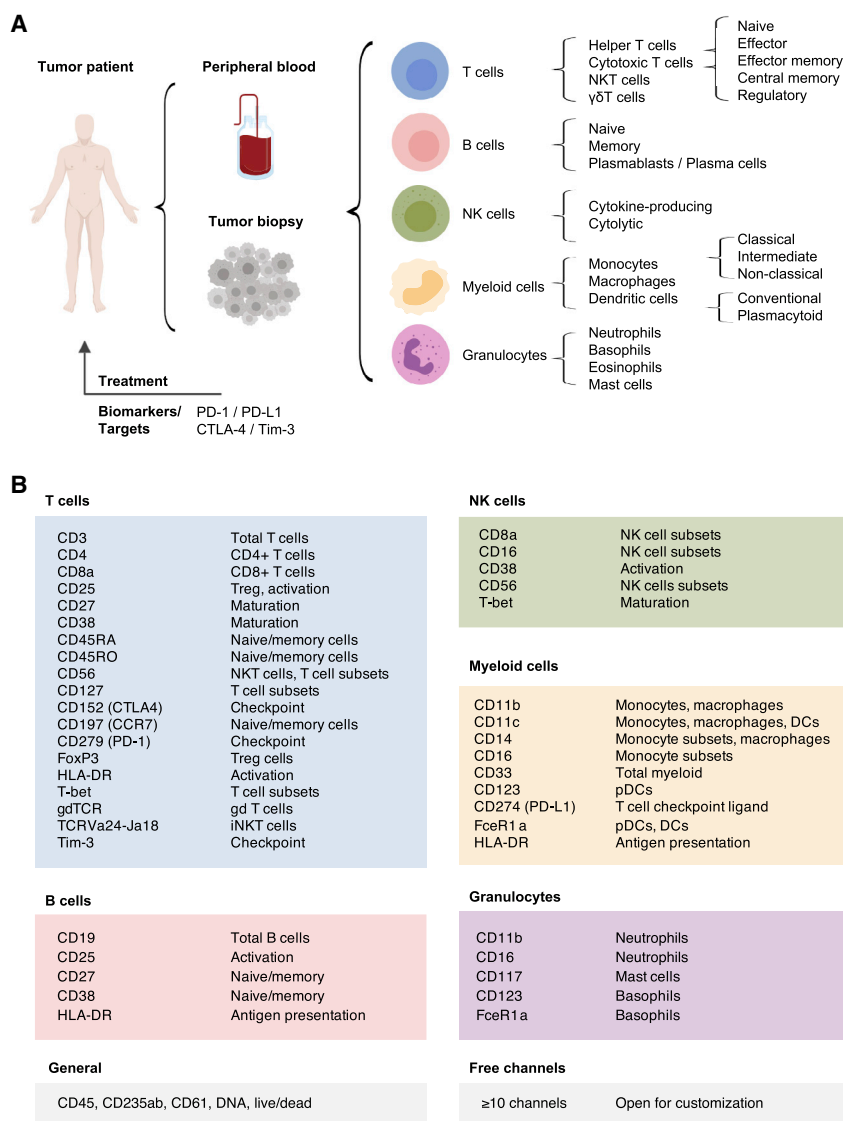 A
Tumor patient
Peripheral blood
Tumor biopsy
Treatment
Biomarkers/ PD-1 / PD-L1
Targets CTLA-4 / Tim-3
T cells
Helper T cells
Cytotoxic T cells
NKT cells
γδT cells
Naive
Effector
Effector memory
Central memory
Regulatory
B cells
Naive
Memory
Plasmablasts / Plasma cells
NK cells
Cytokine-producing
Cytolytic
Myeloid cells
Monocytes
Macrophages
Dendritic cells
Classical
Intermediate
Non-classical
Conventional
Plasmacytoid
Granulocytes
Neutrophils
Basophils
Eosinophils
Mast cells
B
T cells
CD3 Total T cells
CD4 CD4+ T cells
CD8a CD8+ T cells
CD25 Treg, activation
CD27 Maturation
CD38 Maturation
CD45RA Naive/memory cells
CD45RO Naive/memory cells
CD56 NKT cells, T cell subsets
CD127 T cell subsets
CD152 (CTLA4) Checkpoint
CD197 (CCR7) Naive/memory cells
CD279 (PD-1) Checkpoint
FoxP3 Treg cells
HLA-DR Activation
T-bet T cell subsets
gdTCR gd T cells
TCRVa24-Ja18 iNKT cells
Tim-3 Checkpoint
B cells
CD19 Total B cells
CD25 Activation
CD27 Naive/memory
CD38 Naive/memory
HLA-DR Antigen presentation
General
CD45, CD235ab, CD61, DNA, live/dead
NK cells
CD8a NK cell subsets
CD16 NK cell subsets
CD38 Activation
CD56 NK cells subsets
T-bet Maturation
Myeloid cells
CD11b Monocytes, macrophages
CD11c Monocytes, macrophages, DCs
CD14 Monocyte subsets, macrophages
CD16 Monocyte subsets
CD33 Total myeloid
CD123 pDCs
CD274 (PD-L1) T cell checkpoint ligand
FceR1a pDCs, DCs
HLA-DR Antigen presentation
Granulocytes
CD11b Neutrophils
CD16 Neutrophils
CD117 Mast cells
CD123 Basophils
FceR1a Basophils
Free channels
≥10 channels Open for customization